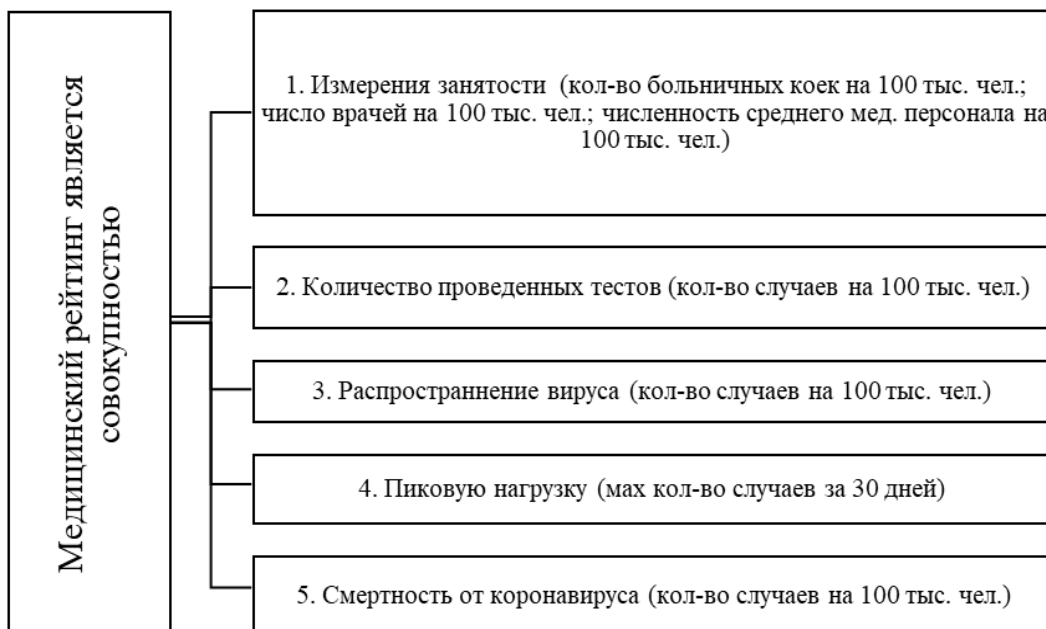 Медицинский рейтинг является
совокупностью
1. Измерения занятости (кол-во больничных коек на 100 тыс. чел.;
число врачей на 100 тыс. чел.; численность среднего мед. персонала на
100 тыс. чел.)
2. Количество проведенных тестов (кол-во случаев на 100 тыс. чел.)
3. Распространнение вируса (кол-во случаев на 100 тыс. чел.)
4. Пиковую нагрузку (мах кол-во случаев за 30 дней)
5. Смертность от коронавируса (кол-во случаев на 100 тыс. чел.)